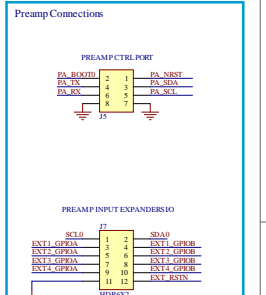 Preamp Connections
PREAMP CTRL PORT
PA_BOOT0 2 1 PA_NRST
PA_TX 4 3 PA_SDA
PA_RX 6 5 PA_SCL
8 7
J5
PREAMP INPUT EXPANDERS I/O
J7
SCL0 1 2 SDA0
EXT1_GPIOA 3 4 EXT1_GPIOB
EXT2_GPIOA 5 6 EXT2_GPIOB
EXT3_GPIOA 7 8 EXT3_GPIOB
EXT4_GPIOA 9 10 EXT4_GPIOB
11 12 EXT_RSTN
HDR6X2